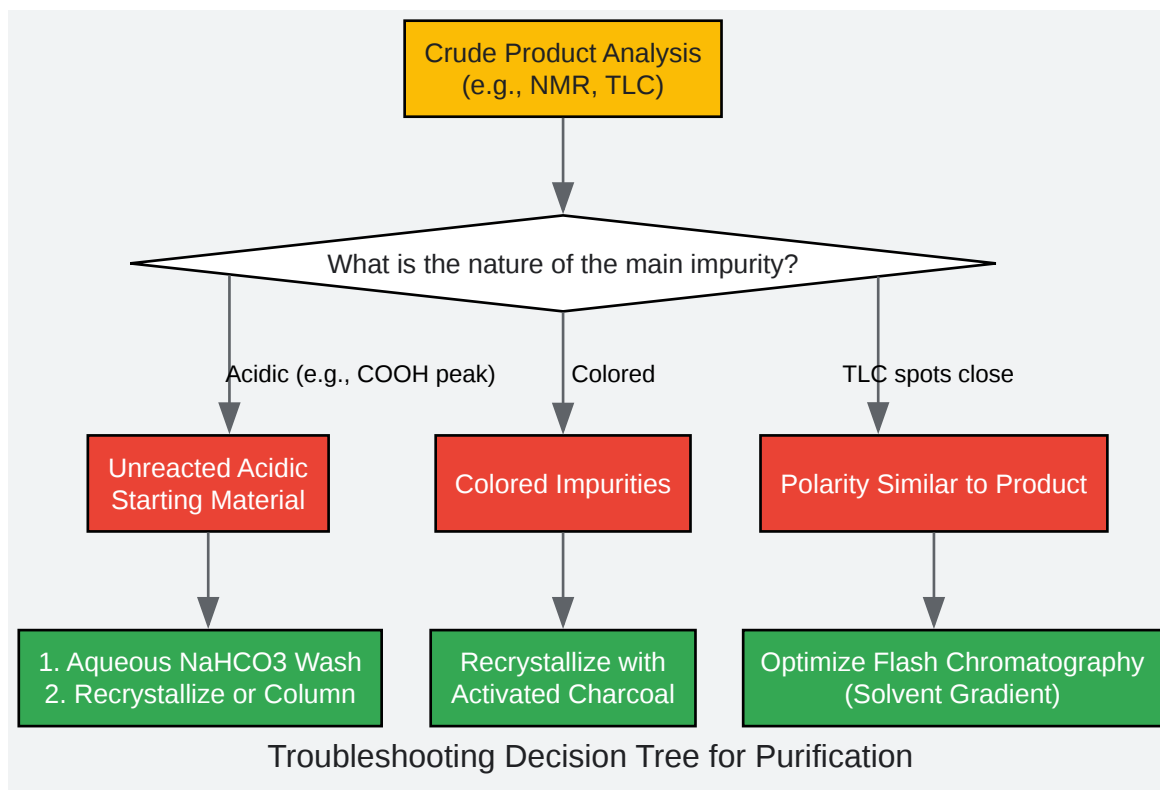 Crude Product Analysis
(e.g., NMR, TLC)
What is the nature of the main impurity?
Acidic (e.g., COOH peak)
Colored
TLC spots close
Unreacted Acidic
Starting Material
Colored Impurities
Polarity Similar to Product
1. Aqueous NaHCO3 Wash
2. Recrystallize or Column
Recrystallize with
Activated Charcoal
Optimize Flash Chromatography
(Solvent Gradient)
Troubleshooting Decision Tree for Purification